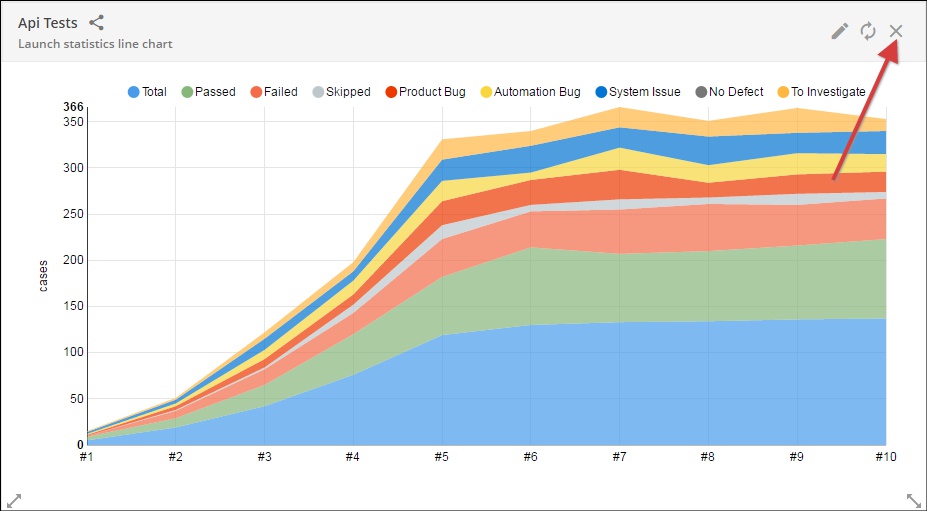 Api Tests
Launch statistics line chart
Total Passed Failed Skipped Product Bug Automation Bug System Issue No Defect To Investigate
366
350
300
250
200
150
100
50
0
cases
#1 #2 #3 #4 #5 #6 #7 #8 #9 #10